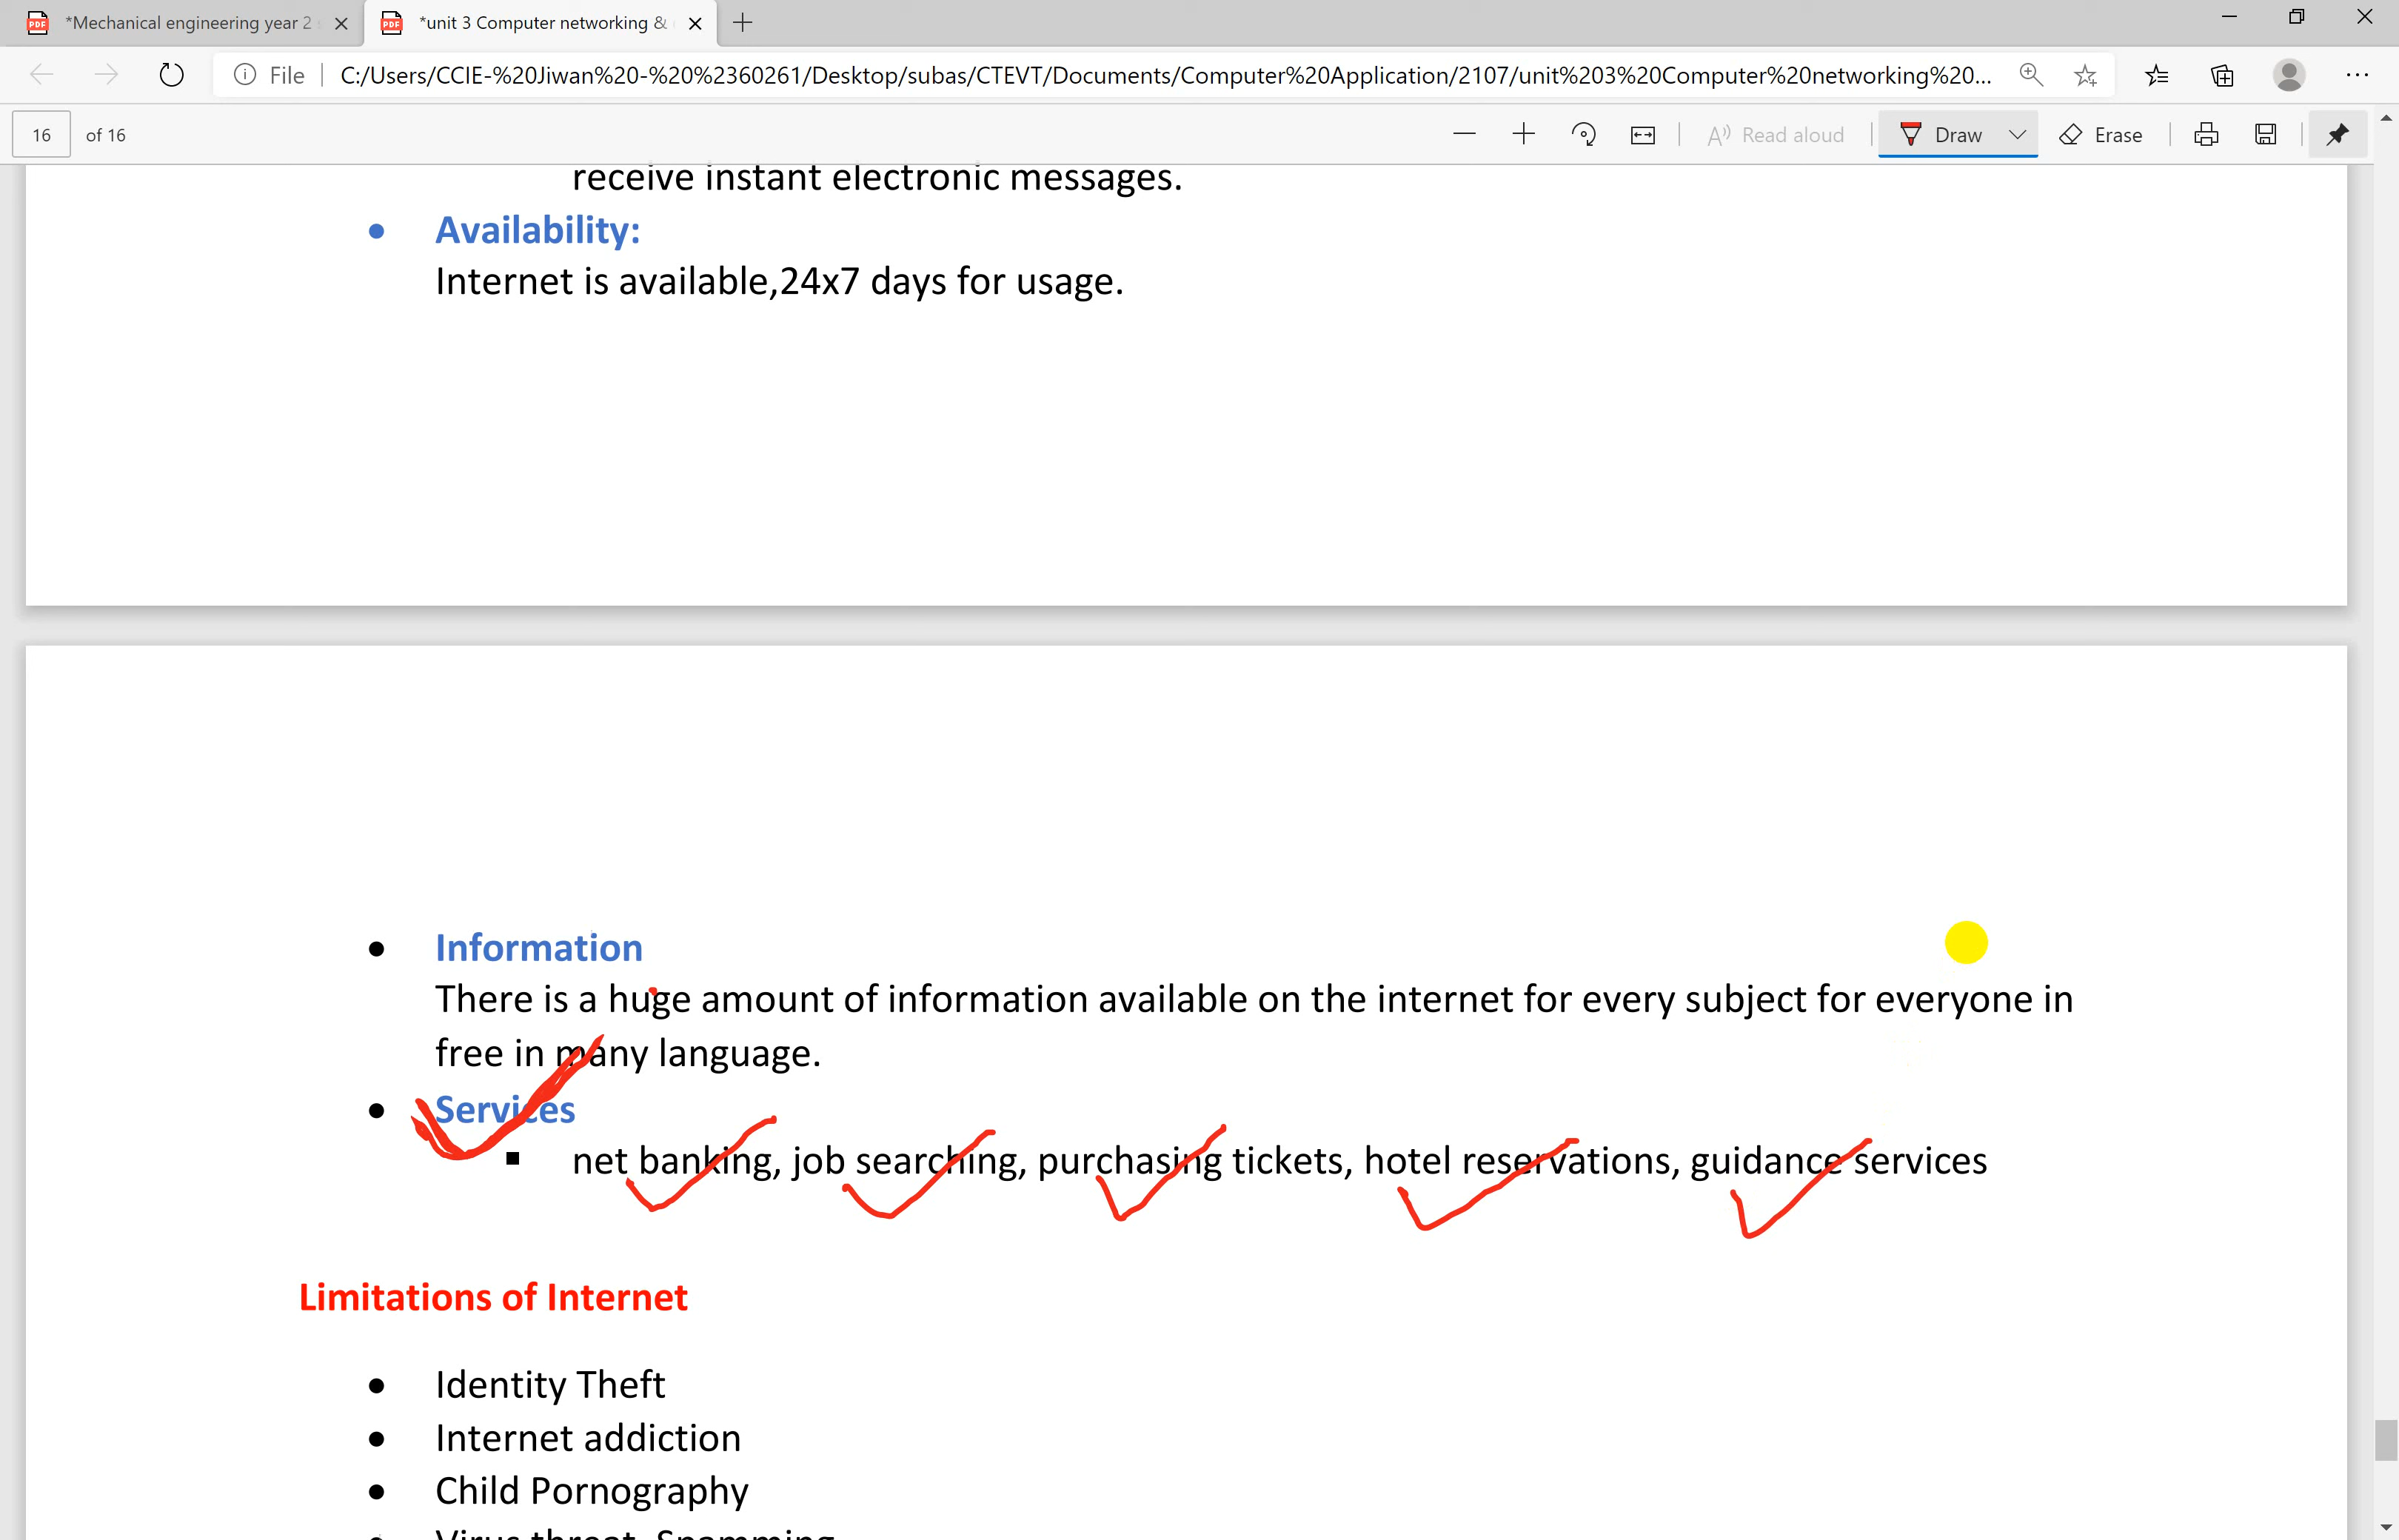 *Mechanical engineering year 2
*unit 3 Computer networking &
File
C:/Users/CCIE-%20Jiwan%20-%20%2360261/Desktop/subas/CTEVT/Documents/Computer%20Application/2107/unit%203%20Computer%20networking%20...
16 of 16
Read aloud
Draw
Erase
receive instant electronic messages.
• Availability:
Internet is available,24x7 days for usage.
• Information
There is a huge amount of information available on the internet for every subject for everyone in
free in many language.
• Services
▪ net banking, job searching, purchasing tickets, hotel reservations, guidance services
Limitations of Internet
• Identity Theft
• Internet addiction
• Child Pornography
• Virus threat, Spamming